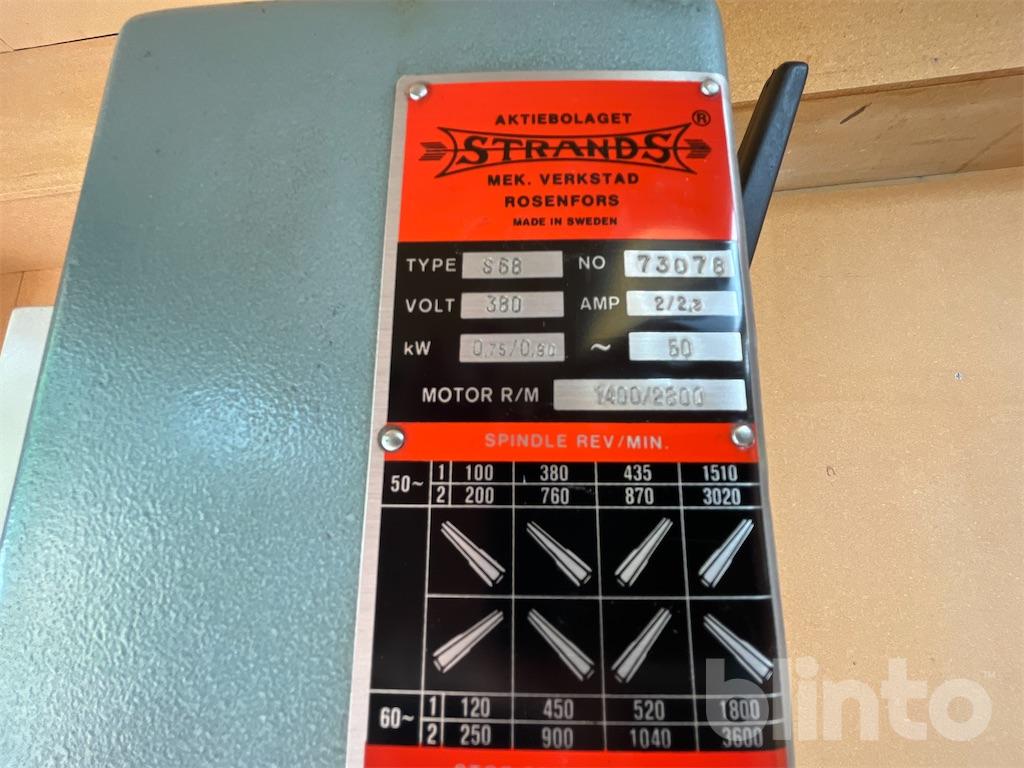 AKTIEBOLAGET
STRANDS ®
MEK. VERKSTAD
ROSENFORS
MADE IN SWEDEN
TYPE S68 NO 73078
VOLT 380 AMP 2/2,3
kW 0,75/0,90 ~ 50
MOTOR R/M 1400/2800
SPINDLE REV/MIN.
50~ 1 100 380 435 1510
2 200 760 870 3020
60~ 1 120 450 520 1800
2 250 900 1040 3600
blinto™